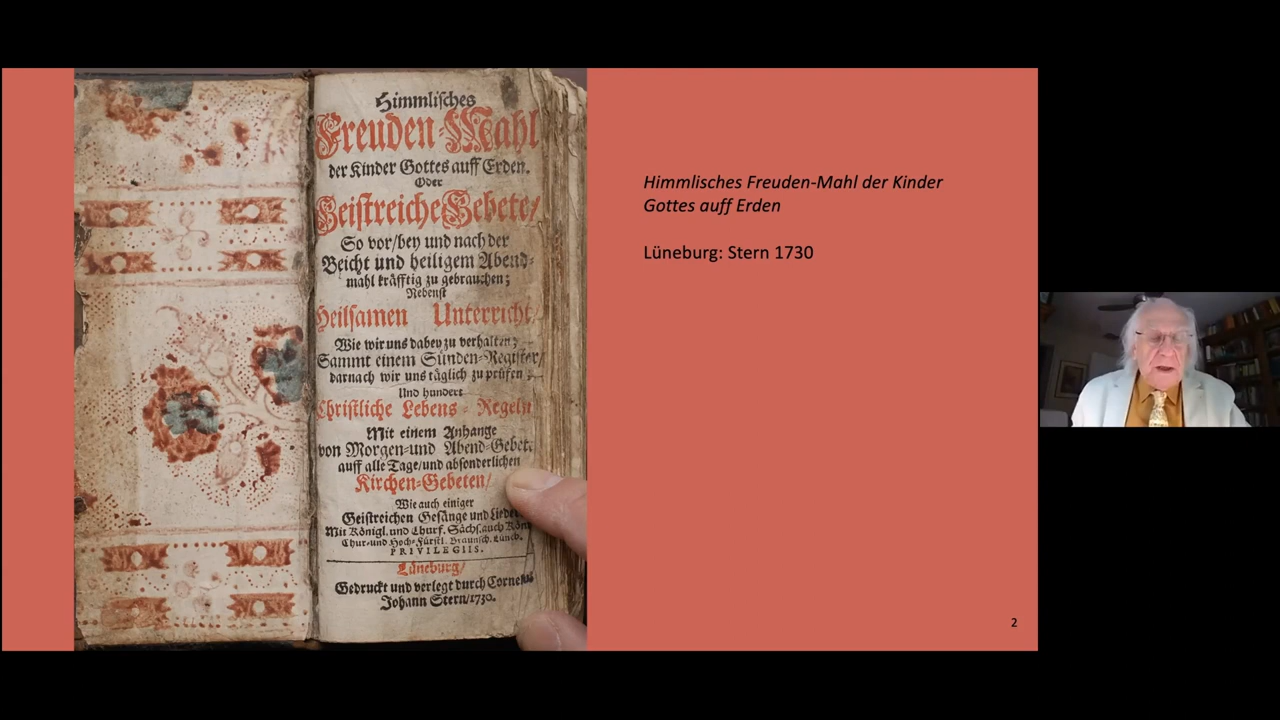 Himmlisches
Freuden-Mahl
der Kinder Gottes auff Erden.
Oder
Geistreiche Gebete/
So vor/bey und nach der
Beicht und heiligem Abend-
mahl kräfftig zu gebrauchen;
Nebenst
Heilsamen Unterricht/
Wie wir uns dabey zu verhalten;
Sammt einem Sünden-Register/
darnach wir uns täglich zu prüfen;
Und hundert
Christliche Lebens-Regeln
Mit einem Anhange
von Morgen-und Abend-Gebet.
auff alle Tage/und absonderlichen
Kirchen-Gebeten/
Wie auch einiger
Geistreichen Gesänge und Lieder
Mit Königl. und Churf. Sächs. auch Kön.
Chur-und Hoch-Fürstl. Braunsch. Lüneb.
PRIVILEGIIS.
Lüneburg/
Gedruckt und verlegt durch Cornelius
Johann Stern/1730.
Himmlisches Freuden-Mahl der Kinder
Gottes auff Erden
Lüneburg: Stern 1730
2